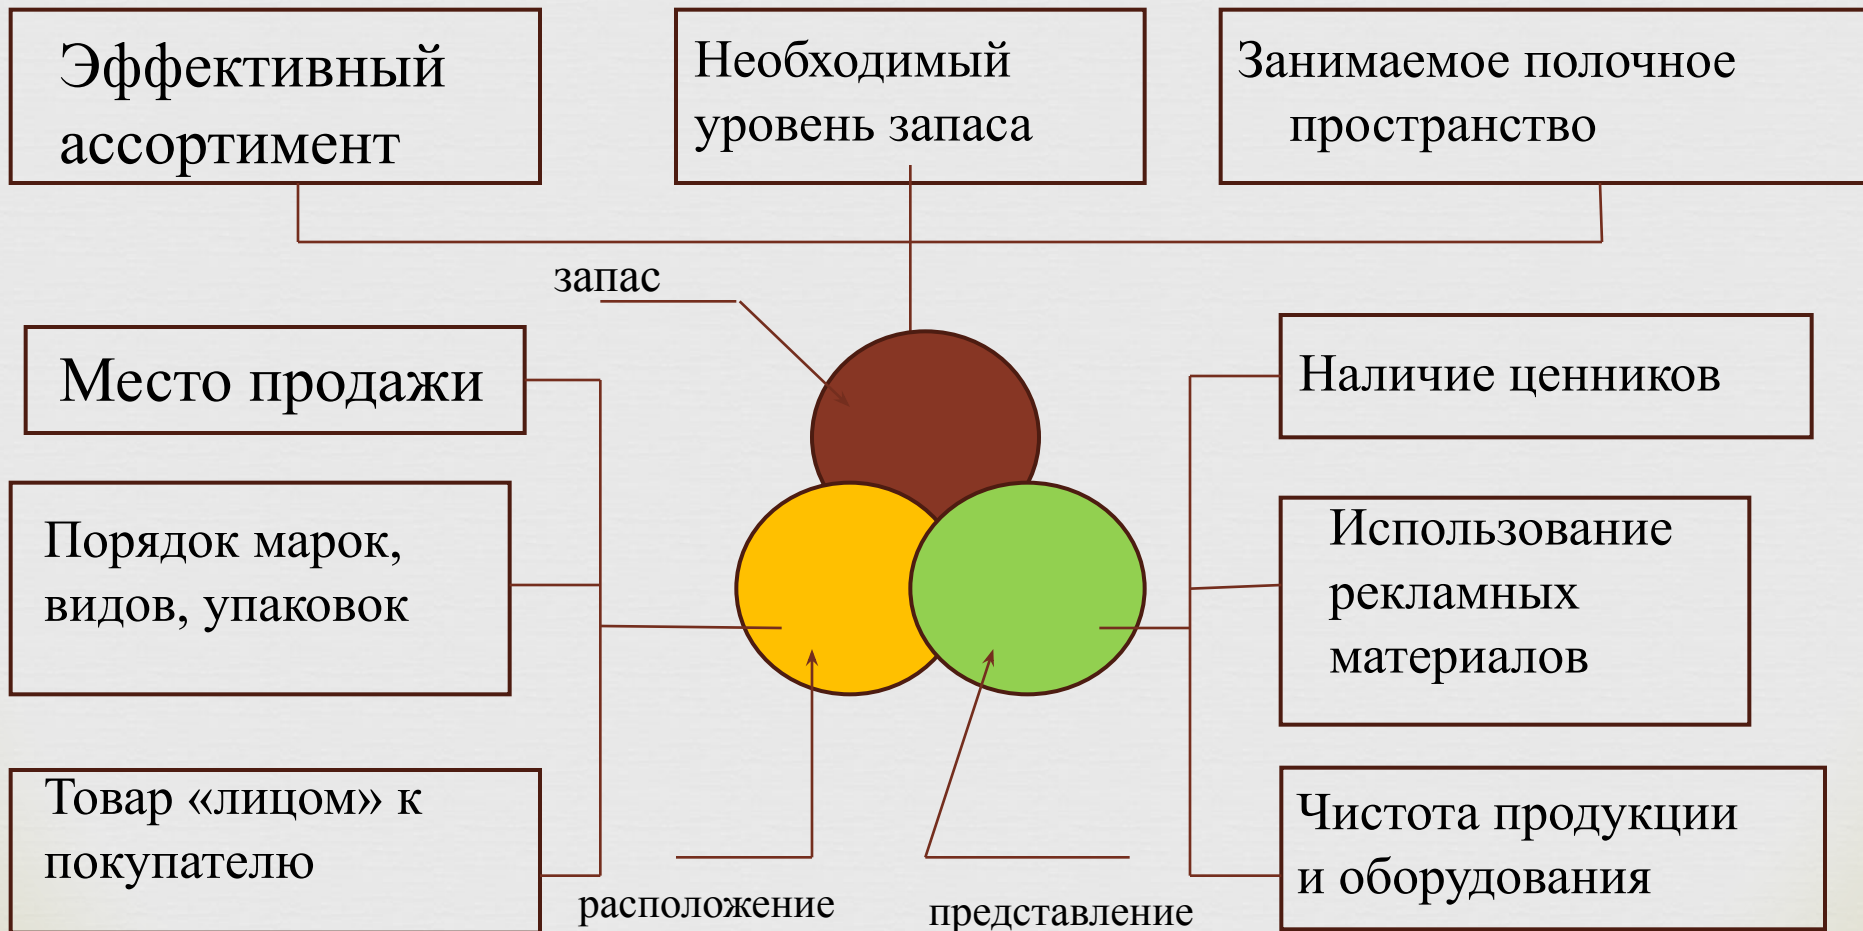 Эффективный
ассортимент
Необходимый
уровень запаса
Занимаемое полочное
пространство
запас
Место продажи
Наличие ценников
Порядок марок,
видов, упаковок
Использование
рекламных
материалов
Товар «лицом» к
покупателю
Чистота продукции
и оборудования
расположение
представление